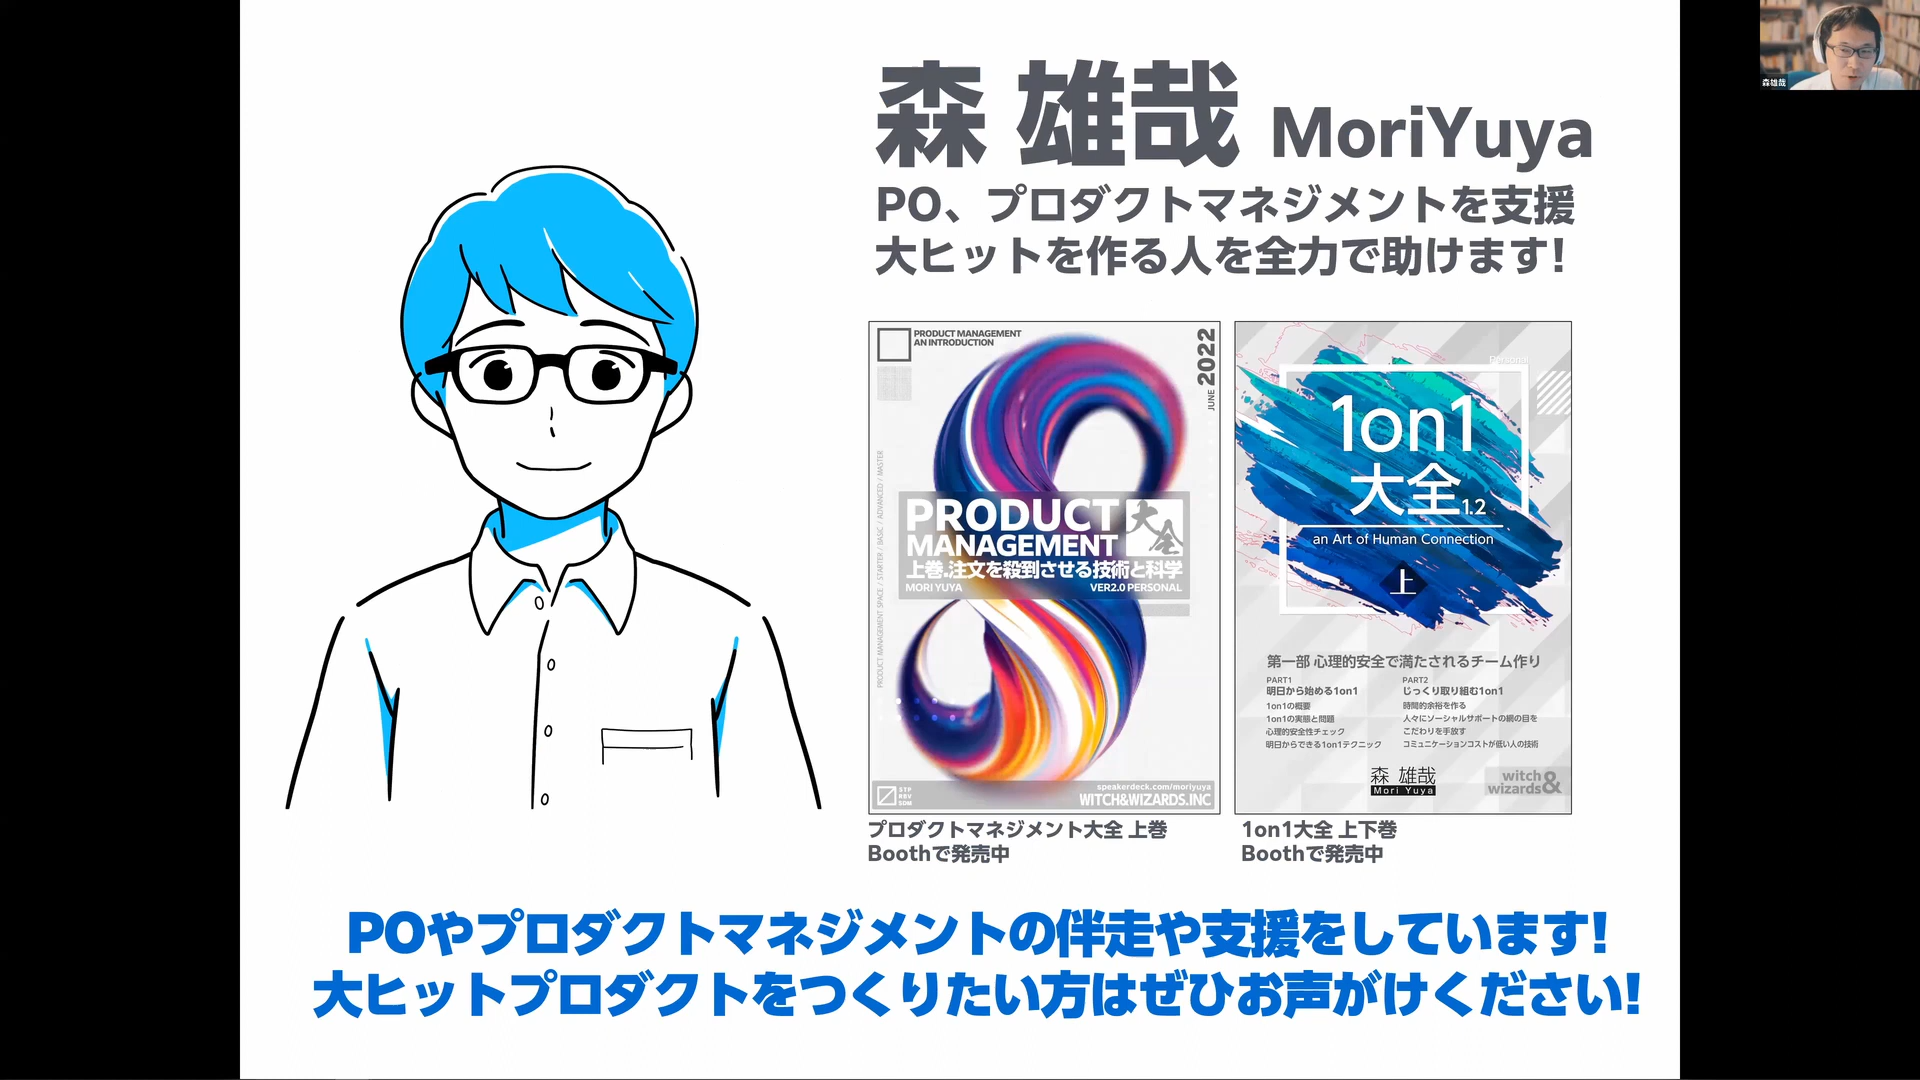 森 雄哉 MoriYuya
PO、プロダクトマネジメントを支援
大ヒットを作る人を全力で助けます!
森雄哉
PRODUCT MANAGEMENT
AN INTRODUCTION
JUNE 2022
PRODUCT MANAGEMENT SPACE / STARTER / BASIC / ADVANCED / MASTER
PRODUCT
MANAGEMENT
大全
上巻.注文を殺到させる技術と科学
MORI YUYA
VER2.0 PERSONAL
speakerdeck.com/moriyuya
WITCH&WIZARDS.INC
プロダクトマネジメント大全 上巻
Boothで発売中
Personal
1on1
大全 1.2
an Art of Human Connection
上
第一部 心理的安全で満たされるチーム作り
PART1
明日から始める1on1
1on1の概要
1on1の実態と問題
心理的安全性チェック
明日からできる1on1テクニック
PART2
じっくり取り組む1on1
時間的余裕を作る
人々にソーシャルサポートの網の目を
こだわりを手放す
コミュニケーションコストが低い人の技術
森 雄哉
Mori Yuya
witch&
wizards
1on1大全 上下巻
Boothで発売中
POやプロダクトマネジメントの伴走や支援をしています!
大ヒットプロダクトをつくりたい方はぜひお声がけください!